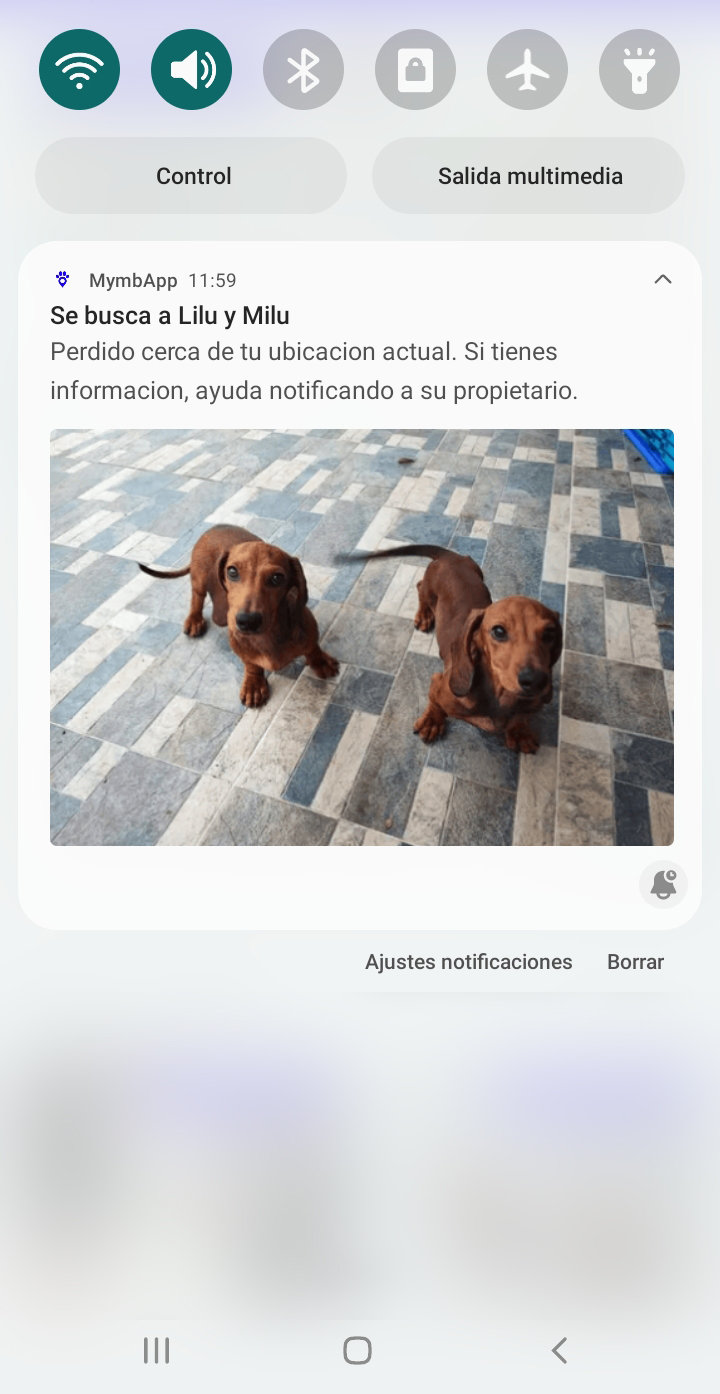 Control
Salida multimedia
MymbApp 11:59
Se busca a Lilu y Milu
Perdido cerca de tu ubicacion actual. Si tienes
informacion, ayuda notificando a su propietario.
Ajustes notificaciones
Borrar